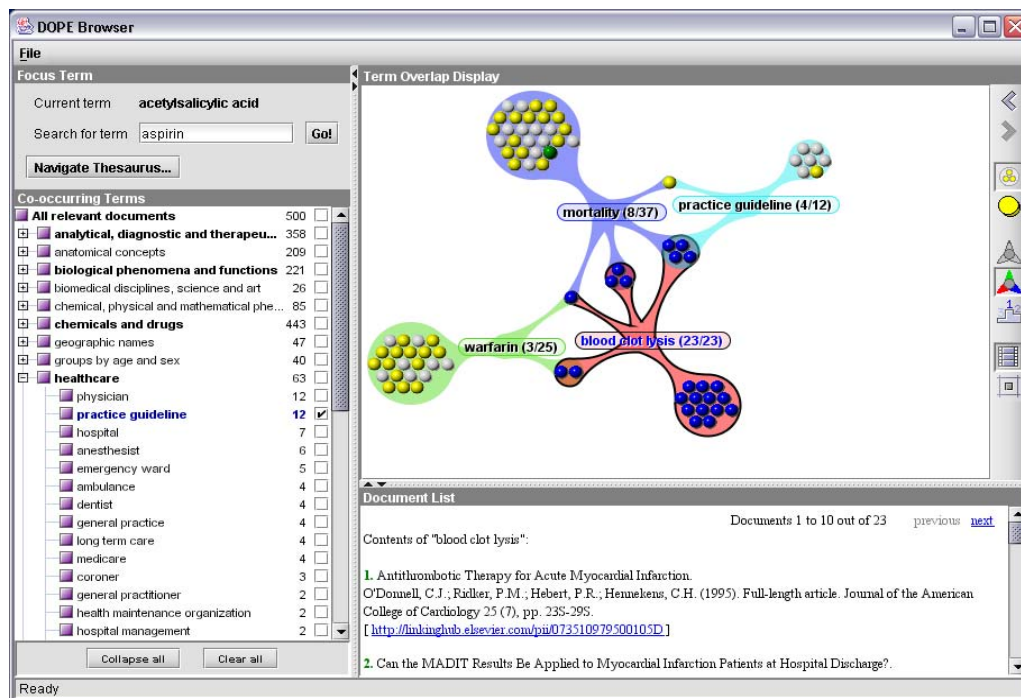 DOPE Browser
File
Focus Term
Current term acetylsalicylic acid
Search for term aspirin Go!
Navigate Thesaurus...
Co-occurring Terms
All relevant documents 500
analytical, diagnostic and therapeu... 358
anatomical concepts 209
biological phenomena and functions 221
biomedical disciplines, science and art 26
chemical, physical and mathematical phe... 85
chemicals and drugs 443
geographic names 47
groups by age and sex 40
healthcare 63
physician 12
practice guideline 12
hospital 7
anesthesist 6
emergency ward 5
ambulance 4
dentist 4
general practice 4
long term care 4
medicare 4
coroner 3
general practitioner 2
health maintenance organization 2
hospital management 2
Collapse all Clear all
Ready
Term Overlap Display
mortality (8/37)
practice guideline (4/12)
warfarin (3/25)
blood clot lysis (23/23)
Document List
Documents 1 to 10 out of 23 previous next
Contents of "blood clot lysis":
1. Antithrombotic Therapy for Acute Myocardial Infarction.
O'Donnell, C.J.; Ridker, P.M.; Hebert, P.R.; Hennekens, C.H. (1995). Full-length article. Journal of the American
College of Cardiology 25 (7), pp. 23S-29S.
[ http://linkinghub.elsevier.com/pii/073510979500105D ]
2. Can the MADIT Results Be Applied to Myocardial Infarction Patients at Hospital Discharge?.